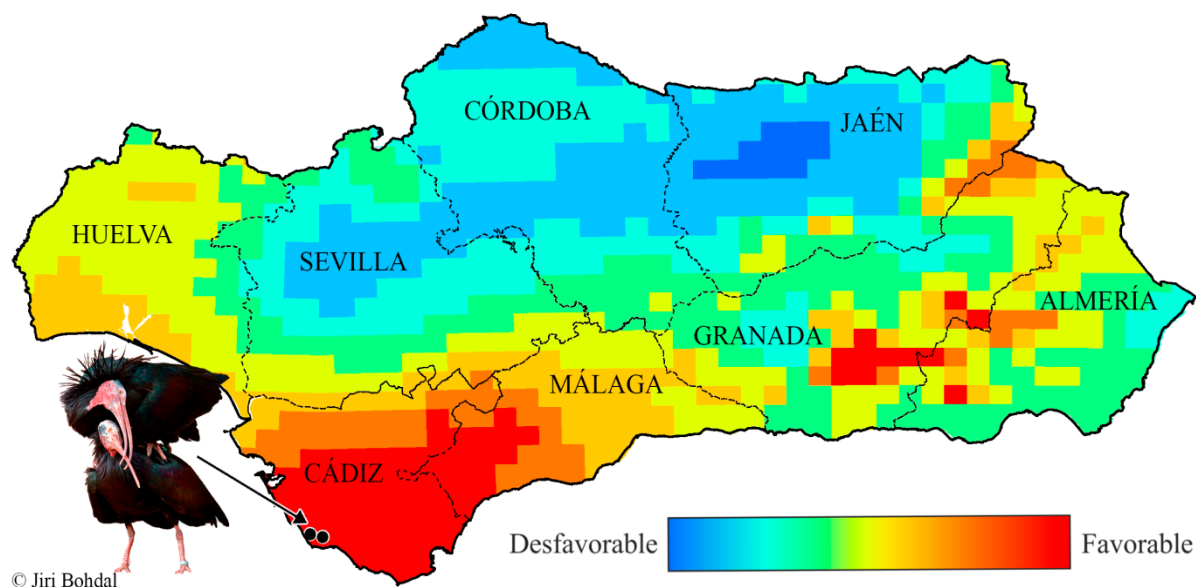 CÓRDOBA
JAÉN
HUELVA
SEVILLA
ALMERÍA
GRANADA
MÁLAGA
CÁDIZ
Desfavorable
Favorable
© Jiri Bohdal